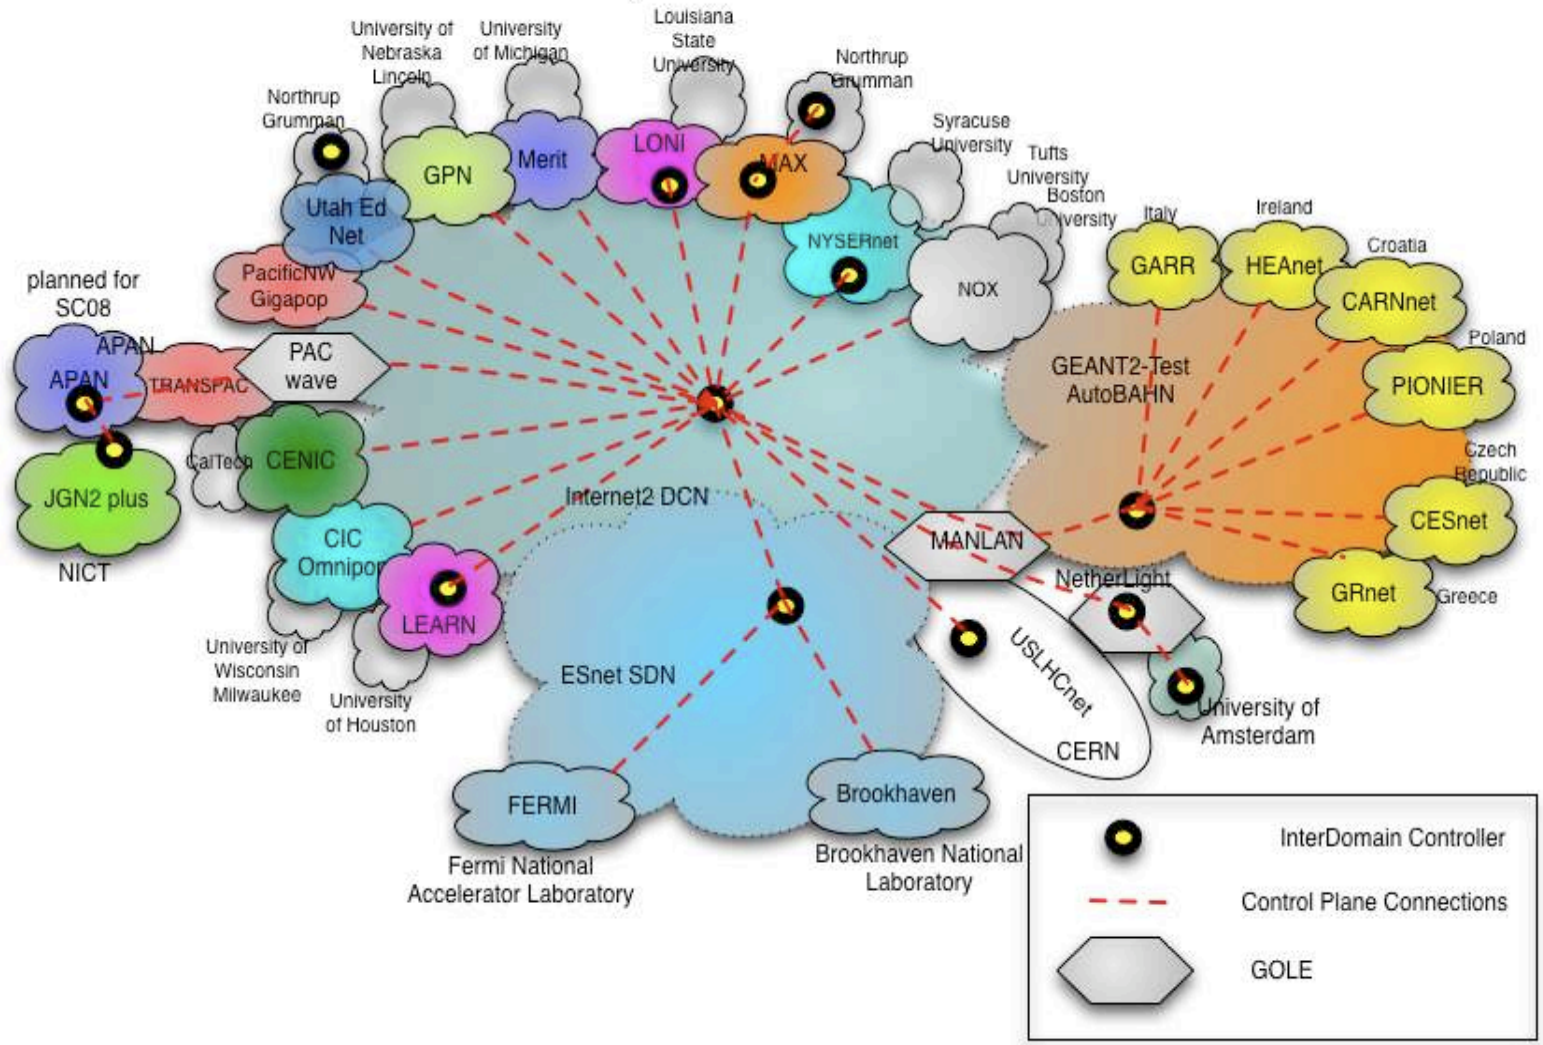 University of
Nebraska
Lincoln
University
of Michigan
Louisiana
State
University
Northrup
Grumman
Northrup
Grumman
Syracuse
University
Tufts
University
Boston
University
LONI
Merit
MAX
GPN
Utah Ed
Net
NYSERnet
NOX
Italy
Ireland
Croatia
GARR
HEAnet
CARNnet
Poland
PIONIER
PacificNW
Gigapop
planned for
SC08
APAN
APAN
TRANSPAC
PAC
wave
GEANT2-Test
AutoBAHN
CalTech
CENIC
JGN2 plus
NICT
Internet2 DCN
Czech
Republic
CESnet
CIC
Omnipor
MANLAN
NetherLight
GRnet
Greece
LEARN
University of
Wisconsin
Milwaukee
University
of Houston
ESnet SDN
USLHCnet
CERN
University of
Amsterdam
FERMI
Brookhaven
Fermi National
Accelerator Laboratory
Brookhaven National
Laboratory
InterDomain Controller
Control Plane Connections
GOLE